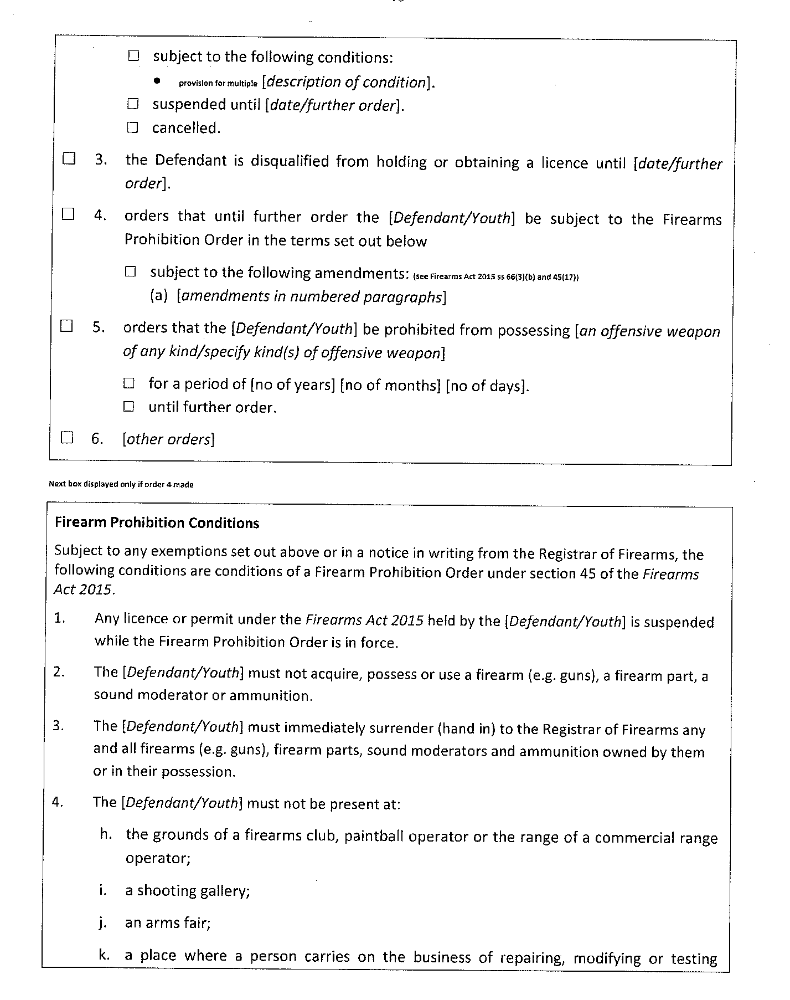 ☐ subject to the following conditions:
• provision for multiple [description of condition].
☐ suspended until [date/further order].
☐ cancelled.
☐ 3. the Defendant is disqualified from holding or obtaining a licence until [date/further
order].
☐ 4. orders that until further order the [Defendant/Youth] be subject to the Firearms
Prohibition Order in the terms set out below
☐ subject to the following amendments: (see Firearms Act 2015 ss 66(3)(b) and 45(17))
(a) [amendments in numbered paragraphs]
☐ 5. orders that the [Defendant/Youth] be prohibited from possessing [an offensive weapon
of any kind/specify kind(s) of offensive weapon]
☐ for a period of [no of years] [no of months] [no of days].
☐ until further order.
☐ 6. [other orders]
Next box displayed only if order 4 made
Firearm Prohibition Conditions
Subject to any exemptions set out above or in a notice in writing from the Registrar of Firearms, the
following conditions are conditions of a Firearm Prohibition Order under section 45 of the Firearms
Act 2015.
1. Any licence or permit under the Firearms Act 2015 held by the [Defendant/Youth] is suspended
while the Firearm Prohibition Order is in force.
2. The [Defendant/Youth] must not acquire, possess or use a firearm (e.g. guns), a firearm part, a
sound moderator or ammunition.
3. The [Defendant/Youth] must immediately surrender (hand in) to the Registrar of Firearms any
and all firearms (e.g. guns), firearm parts, sound moderators and ammunition owned by them
or in their possession.
4. The [Defendant/Youth] must not be present at:
h. the grounds of a firearms club, paintball operator or the range of a commercial range
operator;
i. a shooting gallery;
j. an arms fair;
k. a place where a person carries on the business of repairing, modifying or testing